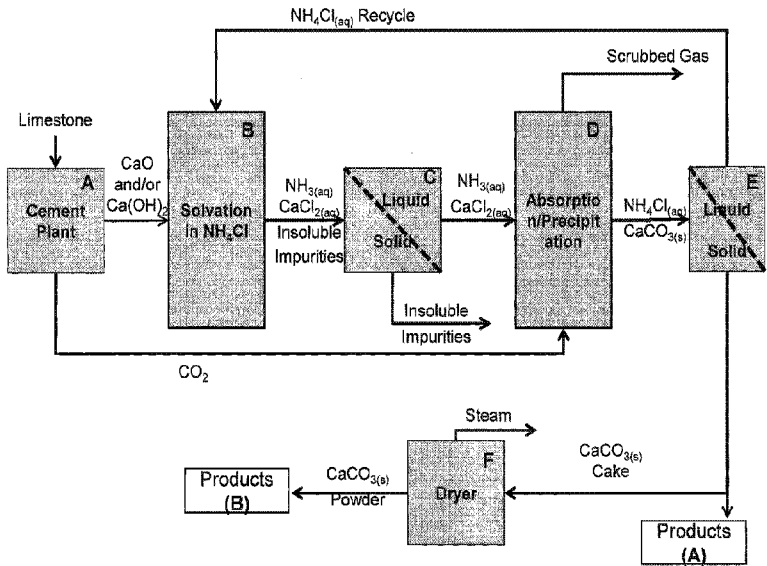 NH4Cl(aq) Recycle
Scrubbed Gas
Limestone
A
Cement
Plant
CaO
and/or
Ca(OH)2
B
Solvation
in NH4Cl
NH3(aq)
CaCl2(aq)
Insoluble
Impurities
C
Liquid
Solid
Insoluble
Impurities
NH3(aq)
CaCl2(aq)
D
Absorptio
n/Precipit
ation
NH4Cl(aq)
CaCO3(s)
E
Liquid
Solid
CO2
Steam
F
Dryer
CaCO3(s)
Cake
CaCO3(s)
Powder
Products
(B)
Products
(A)